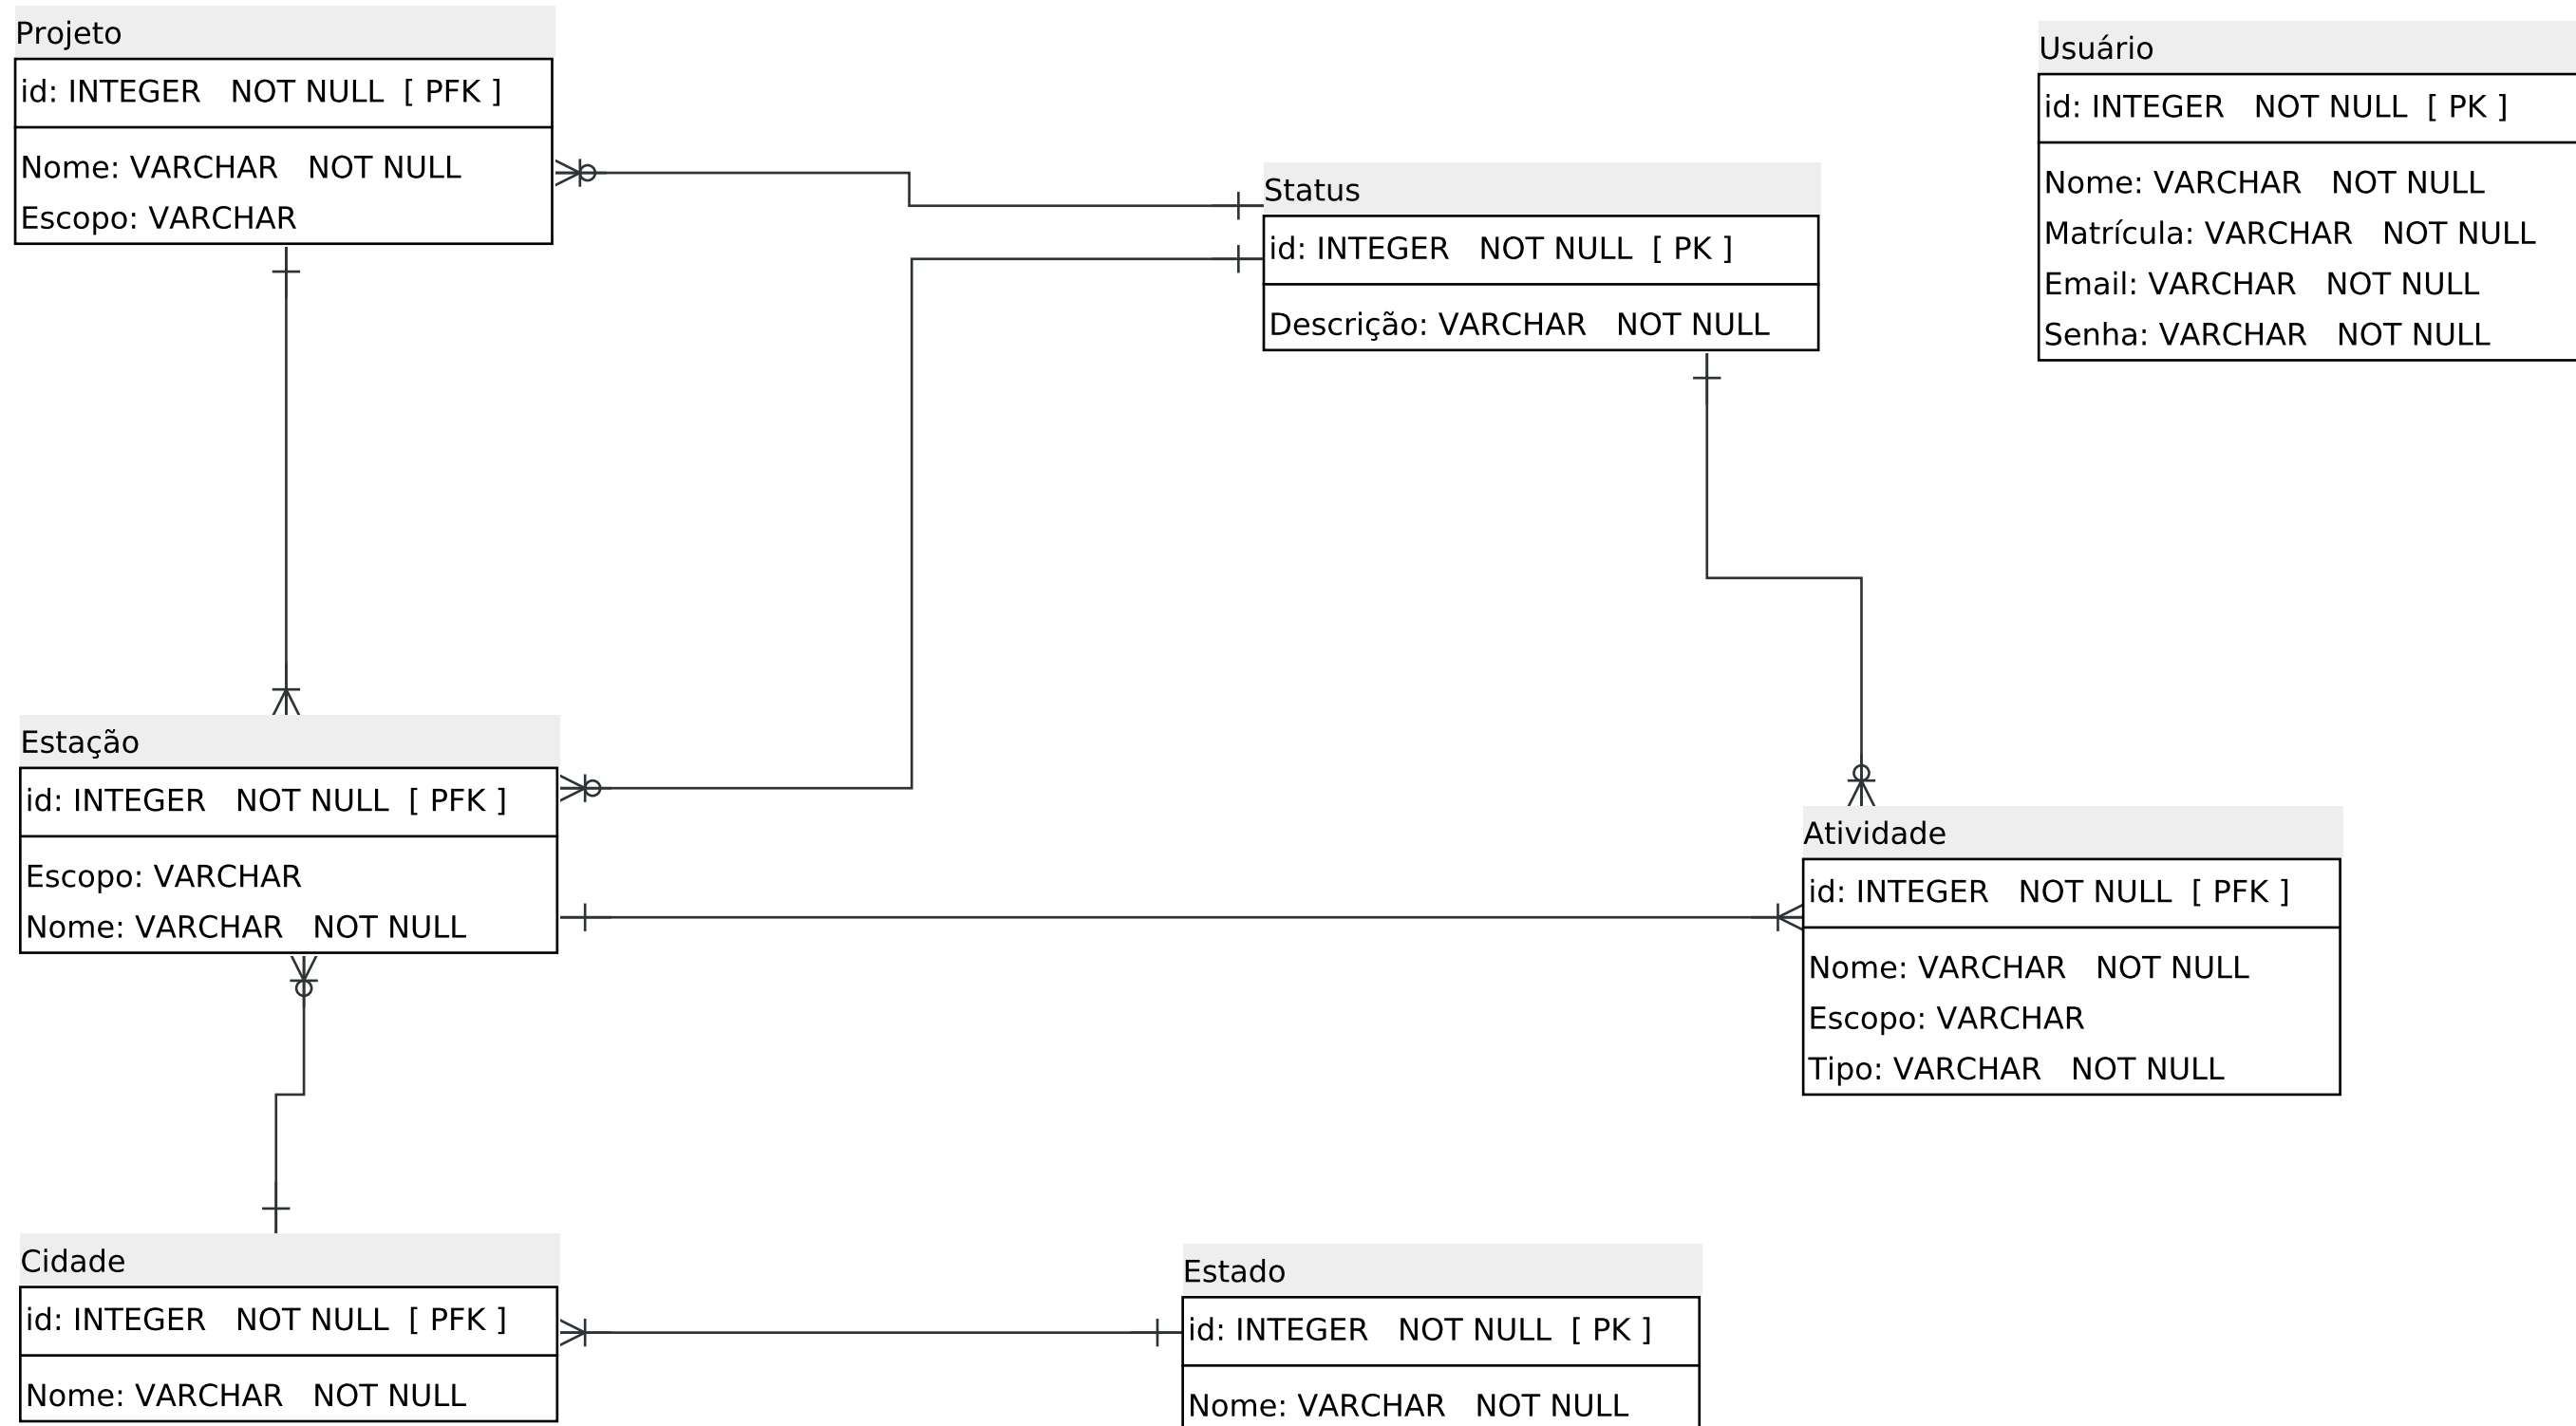 Projeto
id: INTEGER   NOT NULL  [ PFK ]
Nome: VARCHAR   NOT NULL
Escopo: VARCHAR
Status
id: INTEGER   NOT NULL  [ PK ]
Descrição: VARCHAR   NOT NULL
Usuário
id: INTEGER   NOT NULL  [ PK ]
Nome: VARCHAR   NOT NULL
Matrícula: VARCHAR   NOT NULL
Email: VARCHAR   NOT NULL
Senha: VARCHAR   NOT NULL
Estação
id: INTEGER   NOT NULL  [ PFK ]
Escopo: VARCHAR
Nome: VARCHAR   NOT NULL
Atividade
id: INTEGER   NOT NULL  [ PFK ]
Nome: VARCHAR   NOT NULL
Escopo: VARCHAR
Tipo: VARCHAR   NOT NULL
Cidade
id: INTEGER   NOT NULL  [ PFK ]
Nome: VARCHAR   NOT NULL
Estado
id: INTEGER   NOT NULL  [ PK ]
Nome: VARCHAR   NOT NULL